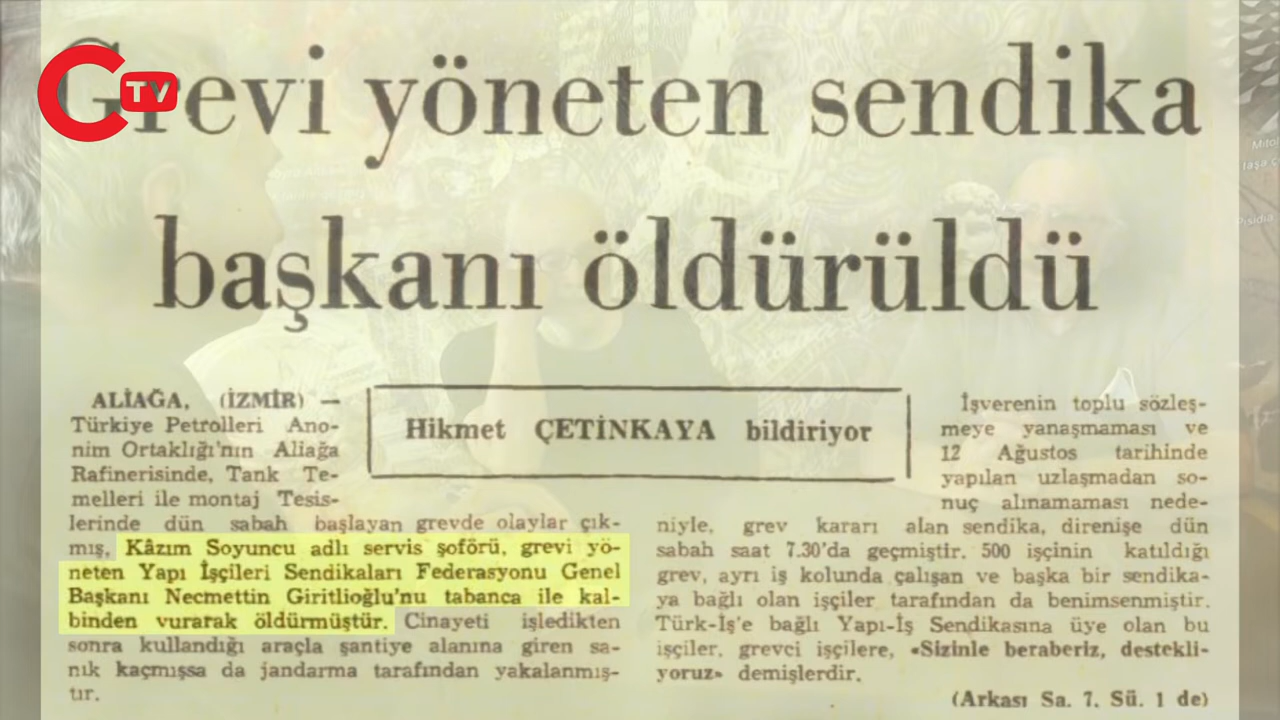 C TV
Grevi yöneten sendika
başkanı öldürüldü
Hikmet ÇETİNKAYA bildiriyor
ALİAĞA, (İZMİR) —
Türkiye Petrolleri Ano-
nim Ortaklığı'nın Aliağa
Rafinerisinde, Tank Te-
melleri ile montaj Tesis-
lerinde dün sabah başlayan grevde olaylar çık-
mış, Kâzım Soyuncu adlı servis şoförü, grevi yö-
neten Yapı İşçileri Sendikaları Federasyonu Genel
Başkanı Necmettin Giritlioğlu'nu tabanca ile kal-
binden vurarak öldürmüştür. Cinayeti işledikten
sonra kullandığı araçla şantiye alanına giren sa-
nık kaçmışsa da jandarma tarafından yakalanmış-
tır.
İşverenin toplu sözleş-
meye yanaşmaması ve
12 Ağustos tarihinde
yapılan uzlaşmadan so-
nuç alınamaması nede-
niyle, grev kararı alan sendika, direnişe dün
sabah saat 7.30'da geçmiştir. 500 işçinin katıldığı
grev, ayrı iş kolunda çalışan ve başka bir sendika-
ya bağlı olan işçiler tarafından da benimsenmiştir.
Türk-İş'e bağlı Yapı-İş Sendikasına üye olan bu
işçiler, grevci işçilere, «Sizinle beraberiz, destekli-
yoruz» demişlerdir.
(Arkası Sa. 7, Sü. 1 de)
Pisidia